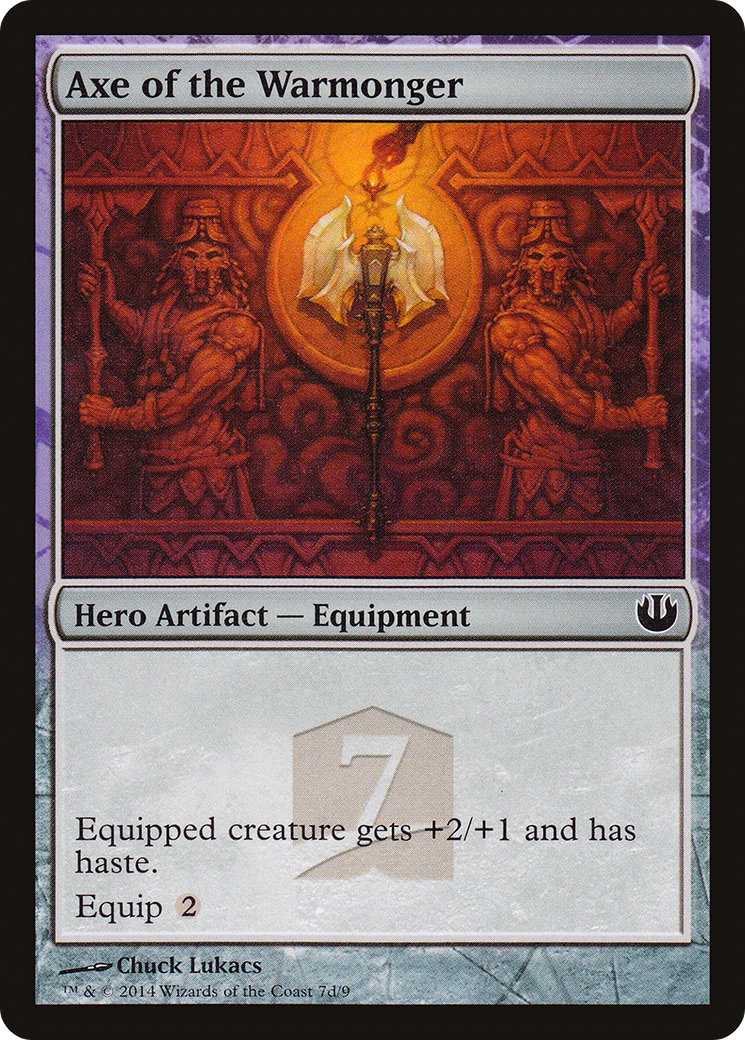 Axe of the Warmonger
Hero Artifact — Equipment
7
Equipped creature gets +2/+1 and has
haste.
Equip 2
Chuck Lukacs
™ & © 2014 Wizards of the Coast 7d/9